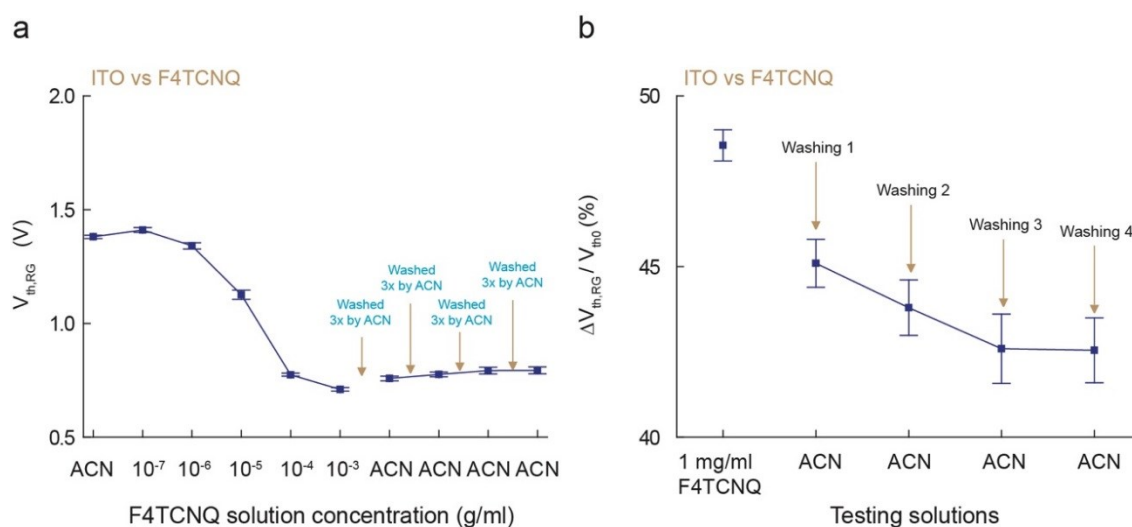 a
ITO vs F4TCNQ
2.0
1.5
1.0
0.5
V_th,RG (V)
Washed
3x by ACN
Washed
3x by ACN
Washed
3x by ACN
Washed
3x by ACN
ACN 10⁻⁷ 10⁻⁶ 10⁻⁵ 10⁻⁴ 10⁻³ ACN ACN ACN ACN
F4TCNQ solution concentration (g/ml)
b
ITO vs F4TCNQ
50
45
40
ΔV_th,RG / V_th0 (%)
Washing 1
Washing 2
Washing 3
Washing 4
1 mg/ml
F4TCNQ
ACN ACN ACN ACN
Testing solutions